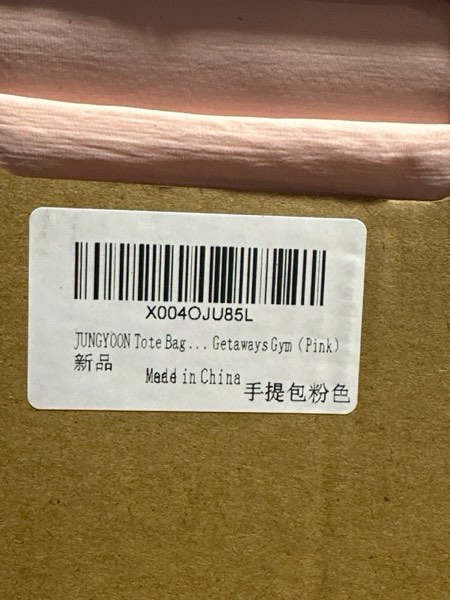 X004OJU85L
JUNGYOON Tote Bag... Getaways Gym (Pink)
新品
Made in China
手提包粉色